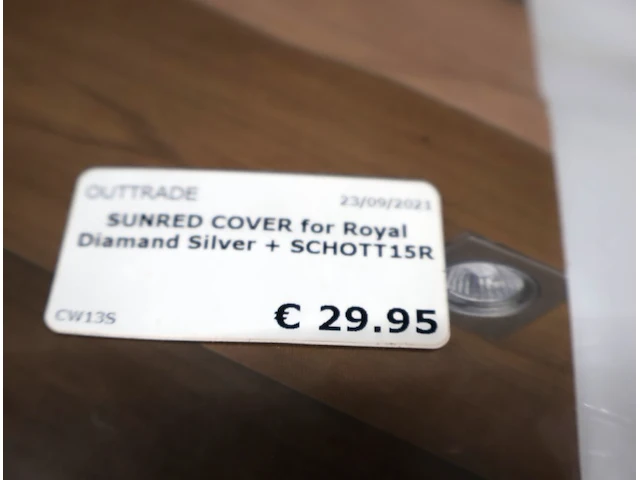 OUTTRADE
23/09/2021
SUNRED COVER for Royal
Diamand Silver + SCHOTT15R
CW13S
€ 29.95